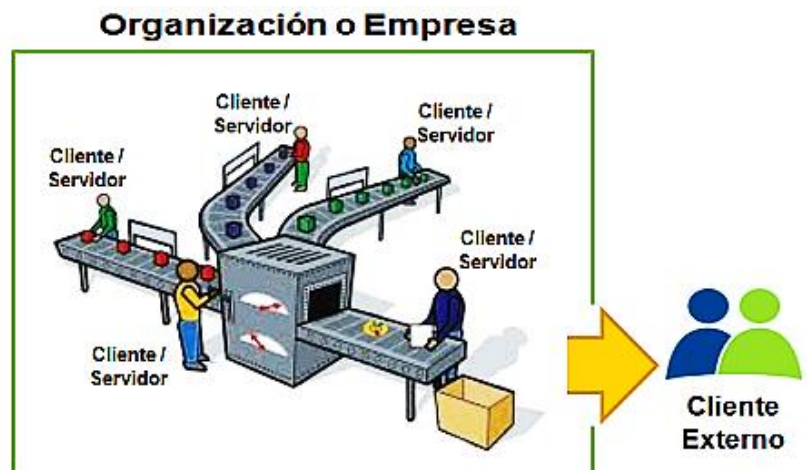 Organización o Empresa
Cliente /
Servidor
Cliente /
Servidor
Cliente /
Servidor
Cliente /
Servidor
Cliente /
Servidor
Cliente
Externo